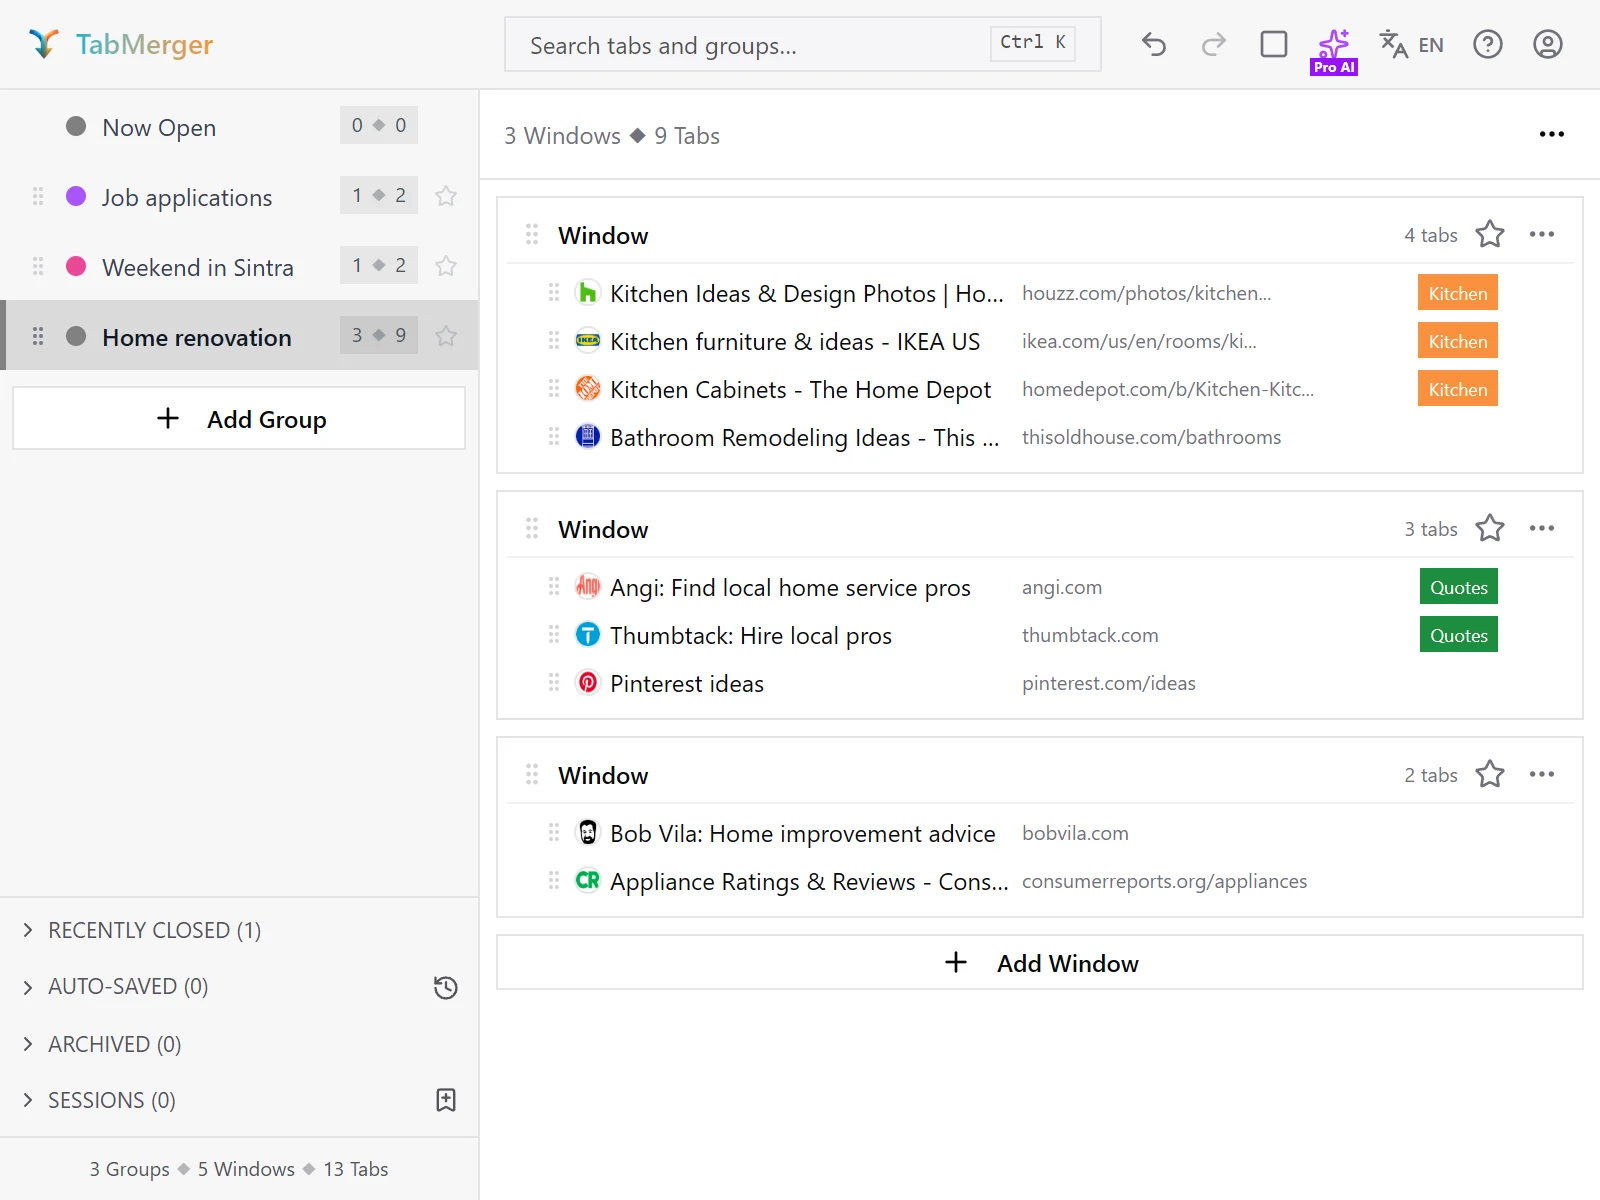 TabMerger
Search tabs and groups...
Ctrl K
Pro AI
EN
Now Open
0 ◆ 0
Job applications
1 ◆ 2
Weekend in Sintra
1 ◆ 2
Home renovation
3 ◆ 9
+ Add Group
RECENTLY CLOSED (1)
AUTO-SAVED (0)
ARCHIVED (0)
SESSIONS (0)
3 Groups ◆ 5 Windows ◆ 13 Tabs
3 Windows ◆ 9 Tabs
Window
4 tabs
Kitchen Ideas & Design Photos | Ho... houzz.com/photos/kitchen... Kitchen
Kitchen furniture & ideas - IKEA US ikea.com/us/en/rooms/ki... Kitchen
Kitchen Cabinets - The Home Depot homedepot.com/b/Kitchen-Kitc... Kitchen
Bathroom Remodeling Ideas - This ... thisoldhouse.com/bathrooms
Window
3 tabs
Angi: Find local home service pros angi.com Quotes
Thumbtack: Hire local pros thumbtack.com Quotes
Pinterest ideas pinterest.com/ideas
Window
2 tabs
Bob Vila: Home improvement advice bobvila.com
CR Appliance Ratings & Reviews - Cons... consumerreports.org/appliances
+ Add Window